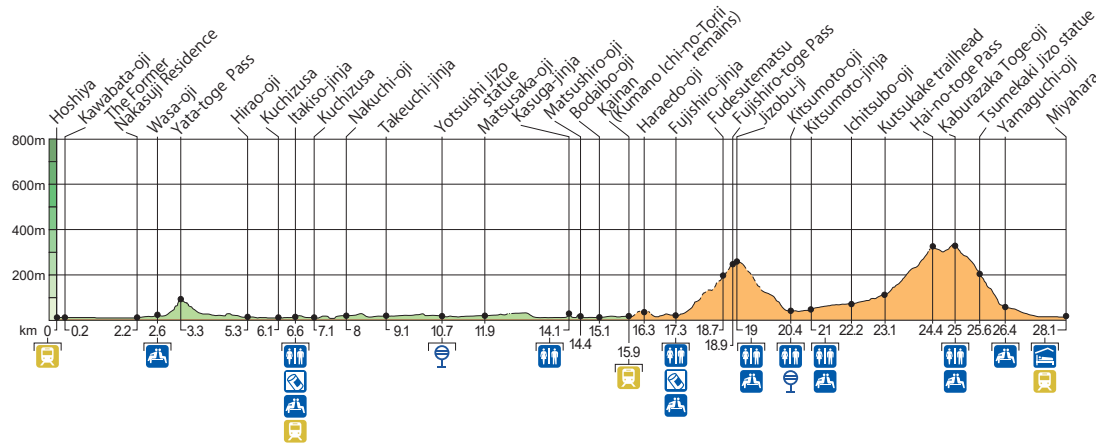 Hoshiya
Kawabata-oji
The Former
Nakasuji Residence
Wasa-oji
Yata-toge Pass
Hirao-oji
Kuchizusa
Itakiso-jinja
Kuchizusa
Nakuchi-oji
Takeuchi-jinja
Yotsuishi Jizo
statue
Matsusaka-oji
Kasuga-jinja
Matsushiro-oji
Bodaibo-oji
Kainan
(Kumano Ichi-no-Torii
remains)
Haraedo-oji
Fujishiro-jinja
Fudesutematsu
Fujishiro-toge Pass
Jizobu-ji
Kitsumoto-oji
Kitsumoto-jinja
Ichitsubo-oji
Kutsukake trailhead
Hai-no-toge Pass
Kaburazaka Toge-oji
Tsumekaki Jizo statue
Yamaguchi-oji
Miyahara
800m
600m
400m
200m
km 0 0.2 2.2 2.6 3.3 5.3 6.1 6.6 7.1 8 9.1 10.7 11.9 14.1 15.1 16.3 17.3 18.7 19 20.4 21 22.2 23.1 24.4 25 25.6 26.4 28.1
14.4 15.9 18.9